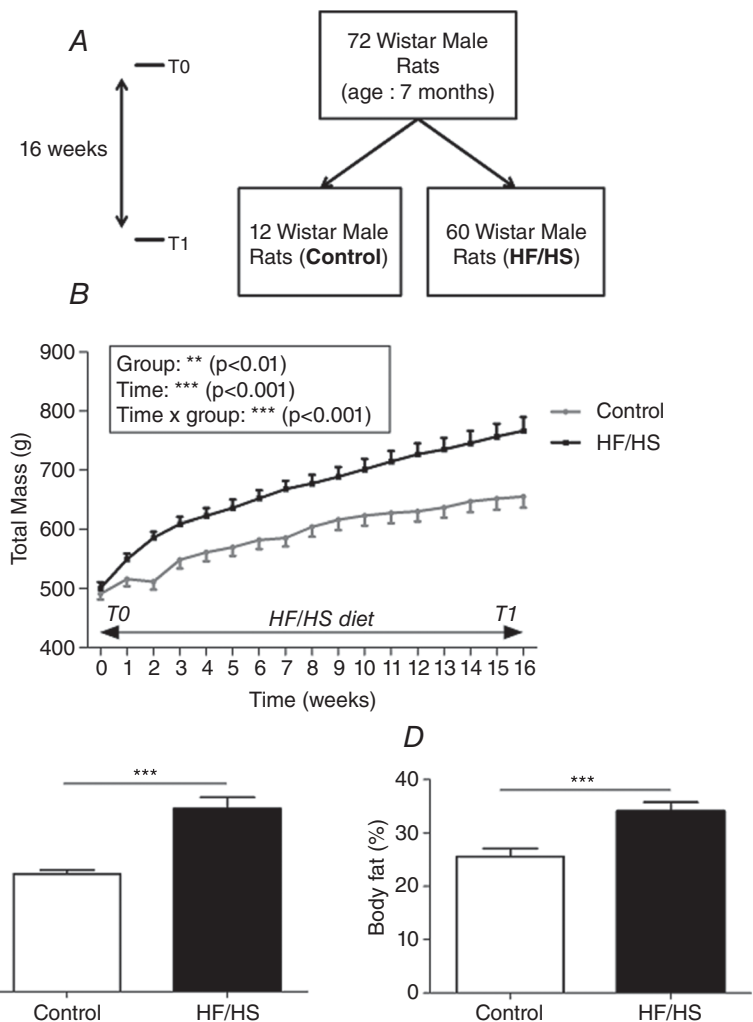 A
T0
16 weeks
T1
72 Wistar Male
Rats
(age : 7 months)
12 Wistar Male
Rats (Control)
60 Wistar Male
Rats (HF/HS)
B
900
800
700
600
500
400
Total Mass (g)
Group: ** (p<0.01)
Time: *** (p<0.001)
Time x group: *** (p<0.001)
Control
HF/HS
T0
HF/HS diet
T1
0 1 2 3 4 5 6 7 8 9 10 11 12 13 14 15 16
Time (weeks)
***
Control
HF/HS
D
40
30
20
10
0
Body fat (%)
***
Control
HF/HS